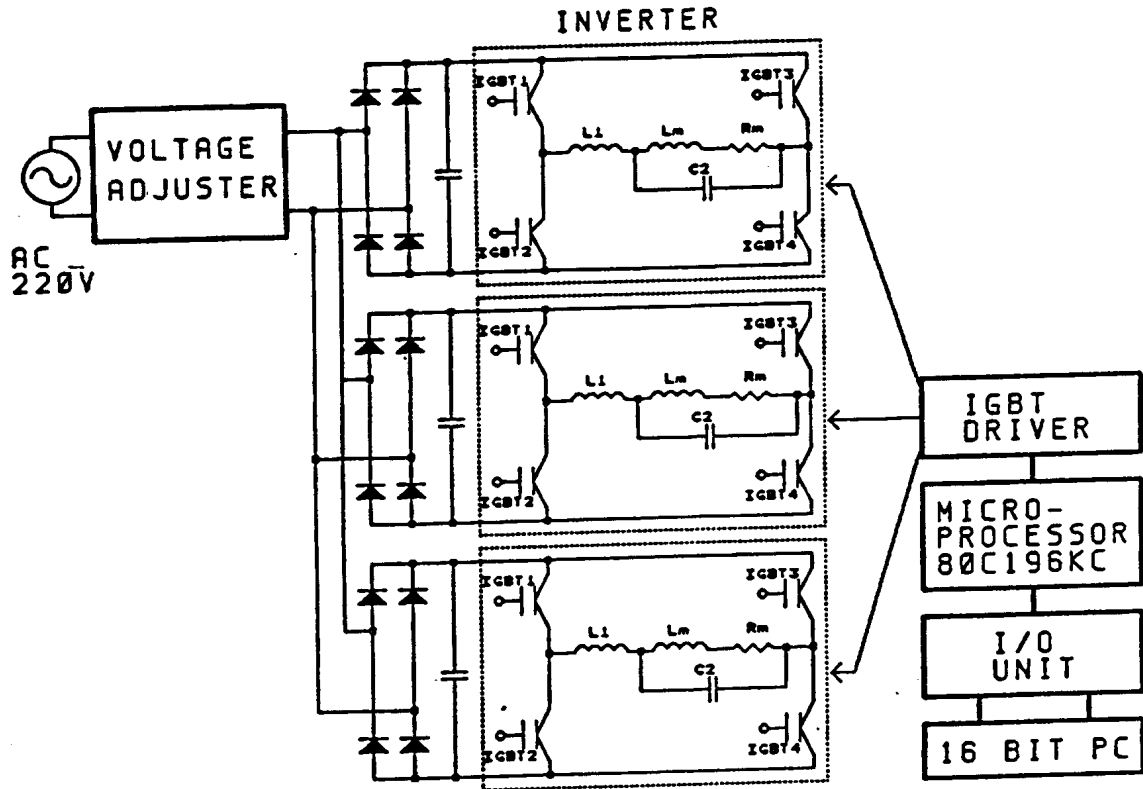 INVERTER
IGBT1
IGBT3
L1
Lm
Rm
C2
IGBT2
IGBT4
VOLTAGE
ADJUSTER
AC
220V
IGBT1
IGBT3
L1
Lm
Rm
C2
IGBT2
IGBT4
IGBT1
IGBT3
L1
Lm
Rm
C2
IGBT2
IGBT4
IGBT
DRIVER
MICRO-
PROCESSOR
80C196KC
I/O
UNIT
16 BIT PC